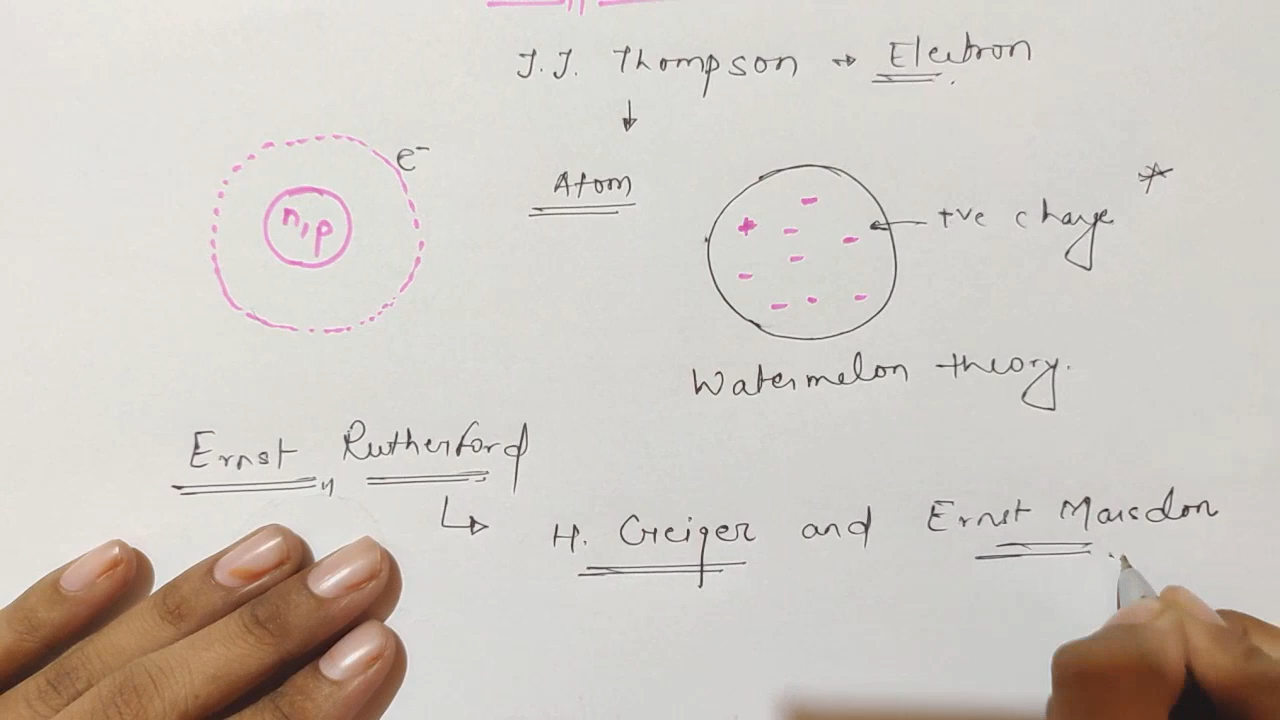 J.J. Thompson → Electron
e⁻
Atom
n,p
+ve charge
Watermelon theory.
Ernst Rutherford
H. Geiger and Ernst Marsdon